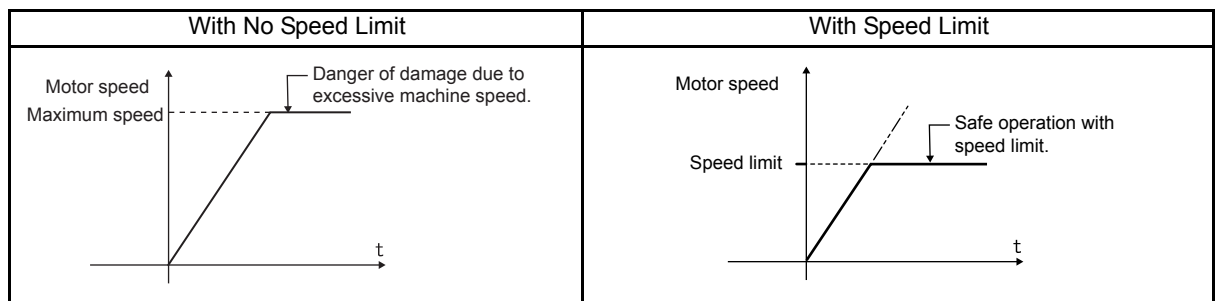 With No Speed Limit
Motor speed
Maximum speed
Danger of damage due to
excessive machine speed.
t
With Speed Limit
Motor speed
Speed limit
Safe operation with
speed limit.
t